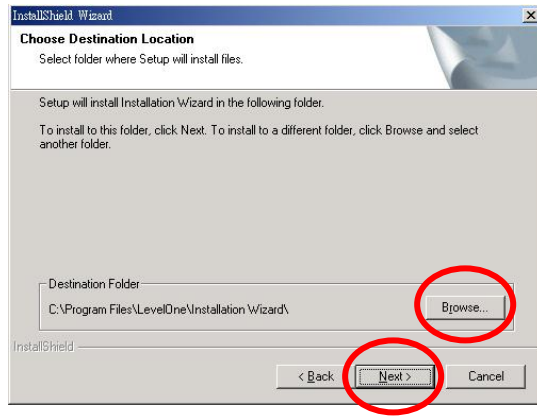 InstallShield Wizard
Choose Destination Location
Select folder where Setup will install files.
Setup will install Installation Wizard in the following folder.
To install to this folder, click Next. To install to a different folder, click Browse and select
another folder.
Destination Folder
C:\Program Files\LevelOne\Installation Wizard\
Browse...
InstallShield
< Back
Next >
Cancel